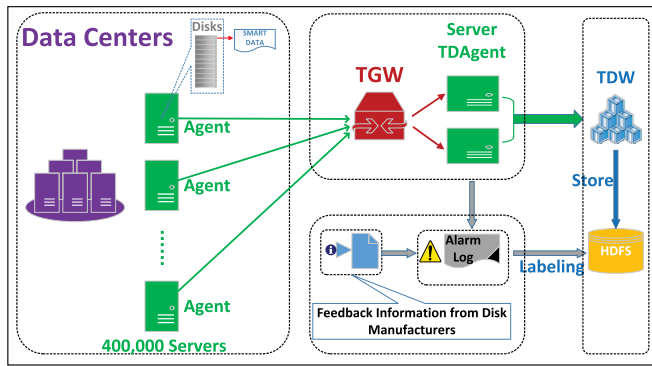 Data Centers
Disks
SMART
DATA
Agent
Agent
Agent
400,000 Servers
TGW
Server
TDAgent
TDW
Store
HDFS
Alarm
Log
Labeling
Feedback Information from Disk
Manufacturers